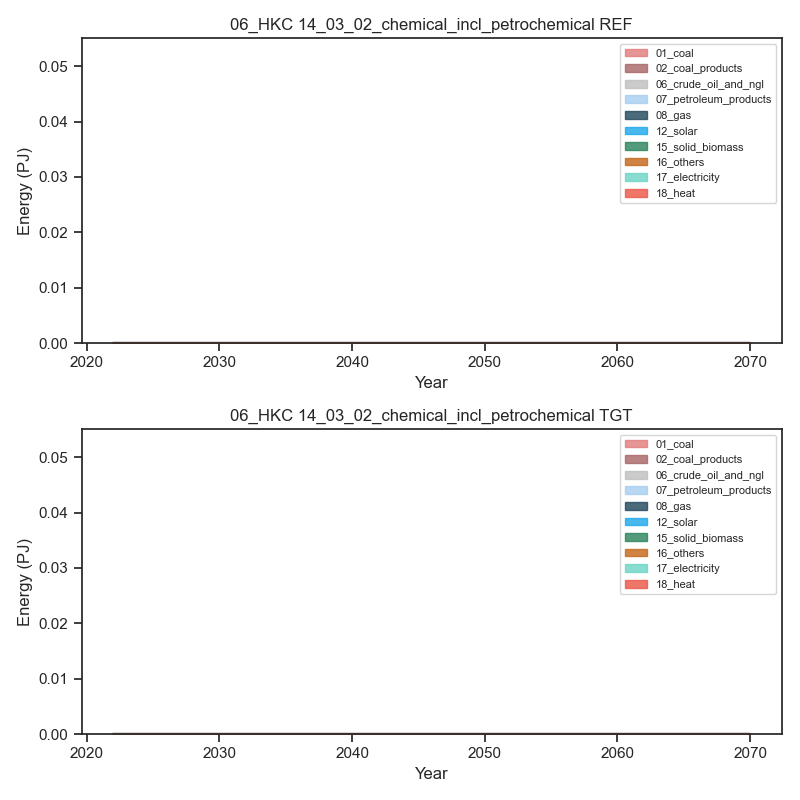 06_HKC 14_03_02_chemical_incl_petrochemical REF
0.05
0.04
0.03
0.02
0.01
0.00
Energy (PJ)
01_coal
02_coal_products
06_crude_oil_and_ngl
07_petroleum_products
08_gas
12_solar
15_solid_biomass
16_others
17_electricity
18_heat
2020 2030 2040 2050 2060 2070
Year
06_HKC 14_03_02_chemical_incl_petrochemical TGT
0.05
0.04
0.03
0.02
0.01
0.00
Energy (PJ)
01_coal
02_coal_products
06_crude_oil_and_ngl
07_petroleum_products
08_gas
12_solar
15_solid_biomass
16_others
17_electricity
18_heat
2020 2030 2040 2050 2060 2070
Year